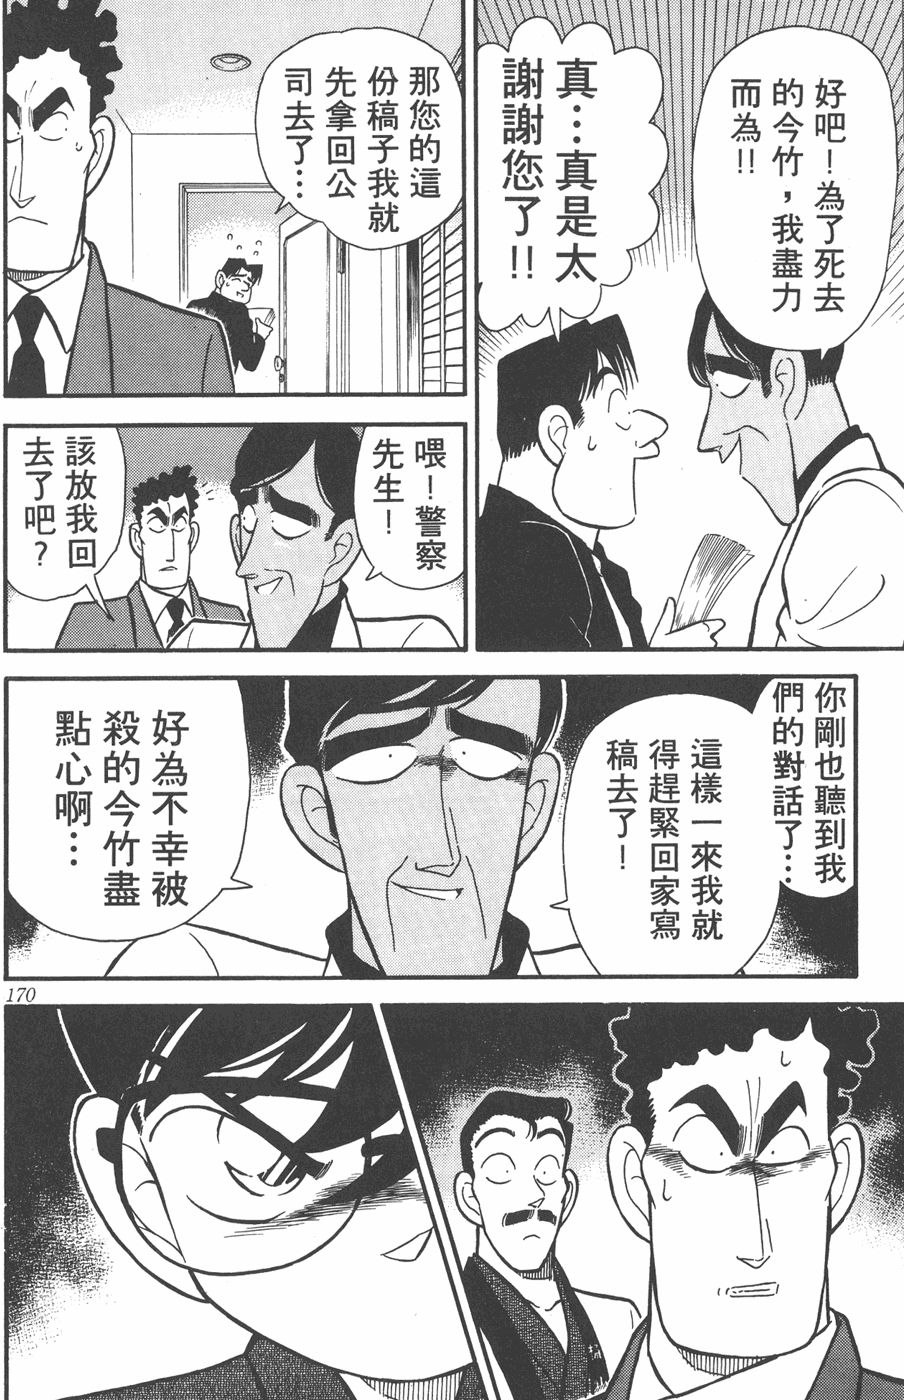 好吧！為了死去
的今竹，我盡力
而為!!
真…真是太
謝謝您了!!
那您的這
份稿子我就
先拿回公
司去了…
喂！警察
先生！
該放我回
去了吧？
你剛也聽到我
們的對話了…
這樣一來我就
得趕緊回家寫
稿去了！
好為不幸被
殺的今竹盡
點心啊…
170